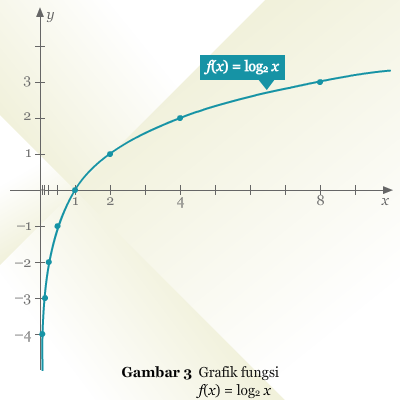 y
f(x) = log₂ x
3
2
1
1 2 4 8 x
−1
−2
−3
−4
Gambar 3 Grafik fungsi
f(x) = log₂ x